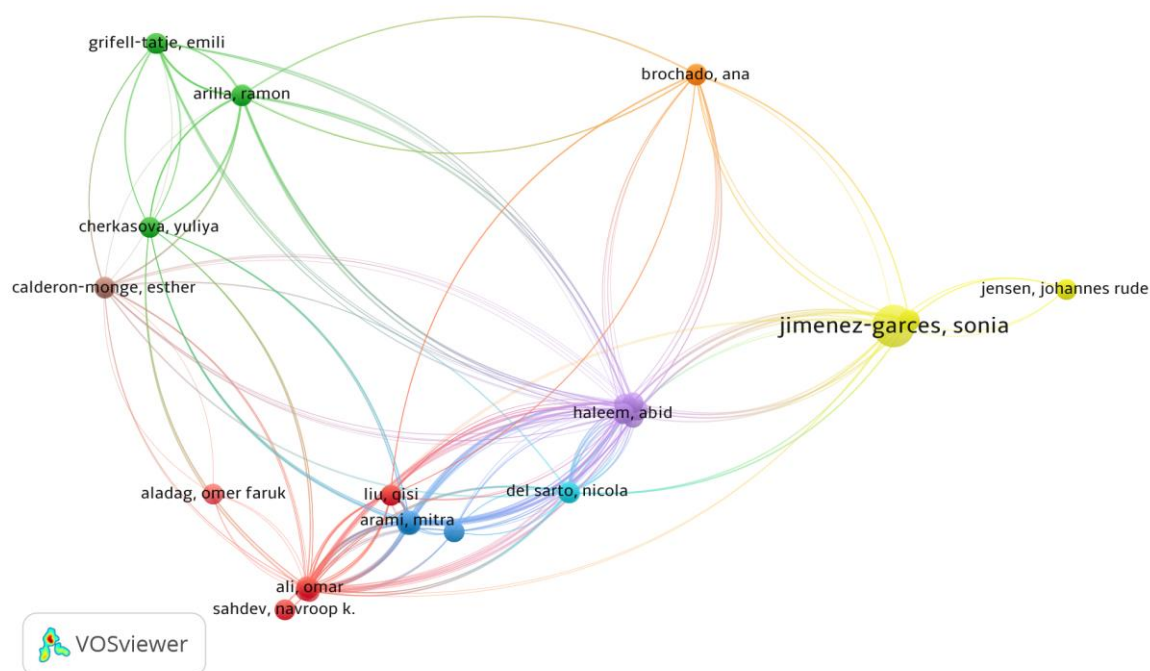 grifell-tatje, emili
arilla, ramon
brochado, ana
cherkasova, yuliya
calderon-monge, esther
jensen, johannes rude
jimenez-garces, sonia
haleem, abid
aladag, omer faruk
liu, qisi
del sarto, nicola
arami, mitra
ali, omar
sahdev, navroop k.
VOSviewer